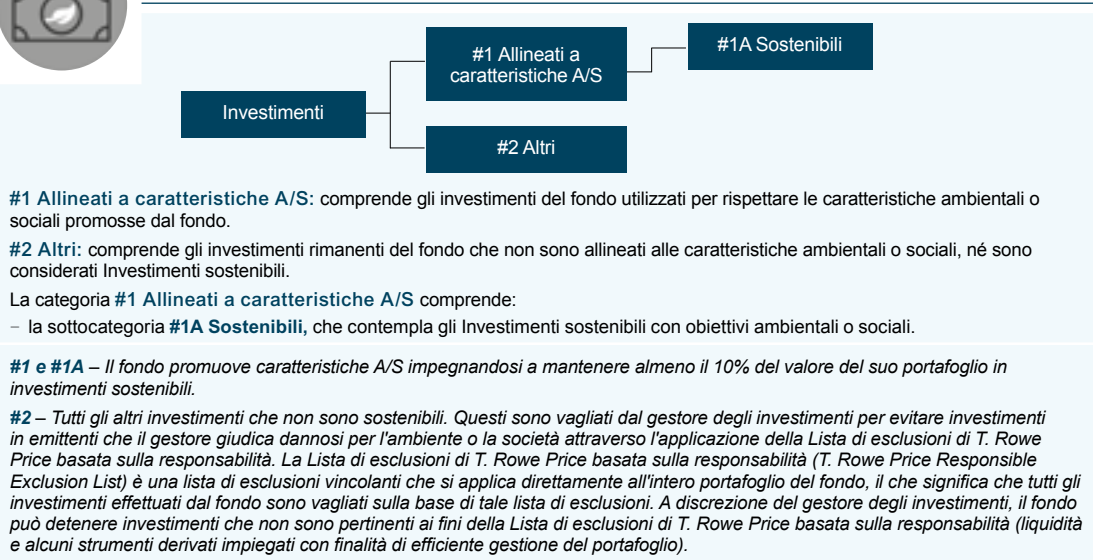 #1 Allineati a
caratteristiche A/S
#1A Sostenibili
Investimenti
#2 Altri
#1 Allineati a caratteristiche A/S: comprende gli investimenti del fondo utilizzati per rispettare le caratteristiche ambientali o
sociali promosse dal fondo.
#2 Altri: comprende gli investimenti rimanenti del fondo che non sono allineati alle caratteristiche ambientali o sociali, né sono
considerati Investimenti sostenibili.
La categoria #1 Allineati a caratteristiche A/S comprende:
– la sottocategoria #1A Sostenibili, che contempla gli Investimenti sostenibili con obiettivi ambientali o sociali.
#1 e #1A – Il fondo promuove caratteristiche A/S impegnandosi a mantenere almeno il 10% del valore del suo portafoglio in
investimenti sostenibili.
#2 – Tutti gli altri investimenti che non sono sostenibili. Questi sono vagliati dal gestore degli investimenti per evitare investimenti
in emittenti che il gestore giudica dannosi per l'ambiente o la società attraverso l'applicazione della Lista di esclusioni di T. Rowe
Price basata sulla responsabilità. La Lista di esclusioni di T. Rowe Price basata sulla responsabilità (T. Rowe Price Responsible
Exclusion List) è una lista di esclusioni vincolanti che si applica direttamente all'intero portafoglio del fondo, il che significa che tutti gli
investimenti effettuati dal fondo sono vagliati sulla base di tale lista di esclusioni. A discrezione del gestore degli investimenti, il fondo
può detenere investimenti che non sono pertinenti ai fini della Lista di esclusioni di T. Rowe Price basata sulla responsabilità (liquidità
e alcuni strumenti derivati impiegati con finalità di efficiente gestione del portafoglio).